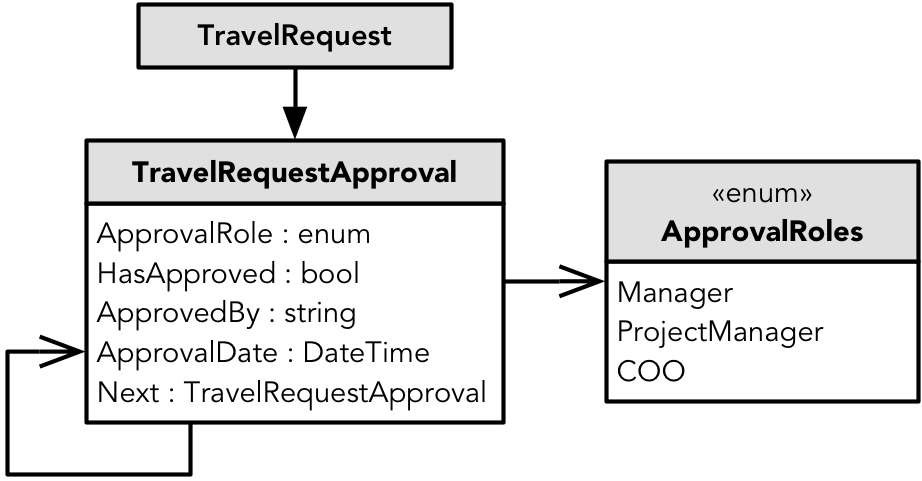 TravelRequest
TravelRequestApproval
ApprovalRole : enum
HasApproved : bool
ApprovedBy : string
ApprovalDate : DateTime
Next : TravelRequestApproval
«enum»
ApprovalRoles
Manager
ProjectManager
COO